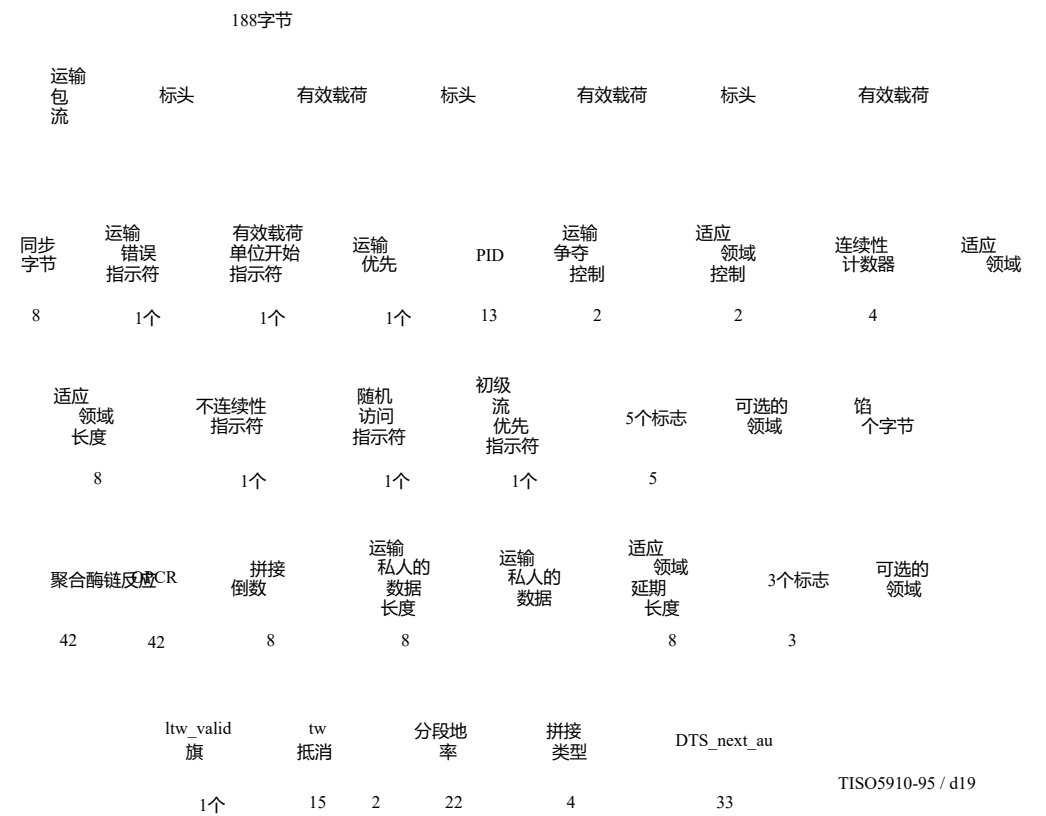 188字节
运输
包
流
标头 有效载荷 标头 有效载荷 标头 有效载荷
同步
字节
运输
错误
指示符
有效载荷
单位开始
指示符
运输
优先
PID
运输
争夺
控制
适应
领域
控制
连续性
计数器
适应
领域
8 1个 1个 1个 13 2 2 4
适应
领域
长度
不连续性
指示符
随机
访问
指示符
初级
流
优先
指示符
5个标志
可选的
领域
馅
个字节
8 1个 1个 1个 5
聚合酶链反应
OPCR
拼接
倒数
运输
私人的
数据
长度
运输
私人的
数据
适应
领域
延期
长度
3个标志
可选的
领域
42 42 8 8 8 3
ltw_valid
旗
tw
抵消
分段地
率
拼接
类型
DTS_next_au
1个 15 2 22 4 33
TISO5910-95 / d19